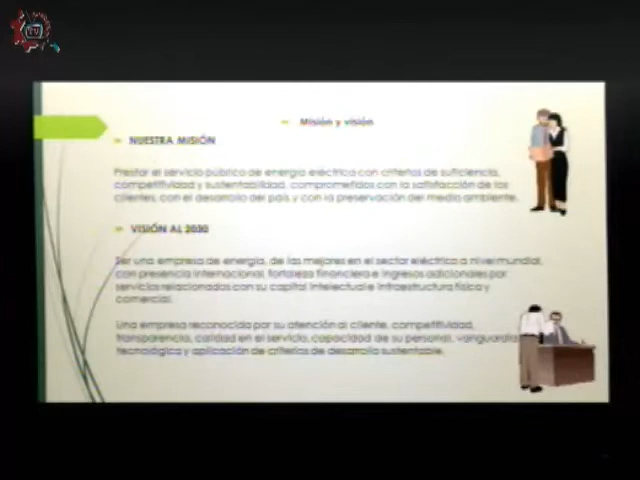 Misión y visión
NUESTRA MISIÓN
Prestar el servicio público de energía eléctrica con criterios de suficiencia,
competitividad y sustentabilidad, comprometidos con la satisfacción de los
clientes, con el desarrollo del país y con la preservación del medio ambiente.
VISIÓN AL 2030
Ser una empresa de energía, de las mejores en el sector eléctrico a nivel mundial,
con presencia internacional, fortaleza financiera e ingresos adicionales por
servicios relacionados con su capital intelectual e infraestructura física y
comercial.
Una empresa reconocida por su atención al cliente, competitividad,
transparencia, calidad en el servicio, capacidad de su personal, vanguardia
tecnológica y aplicación de criterios de desarrollo sustentable.